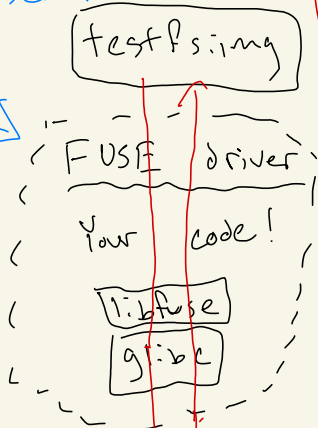 testfs.img
FUSE driver
Your code!
libfuse
glibc